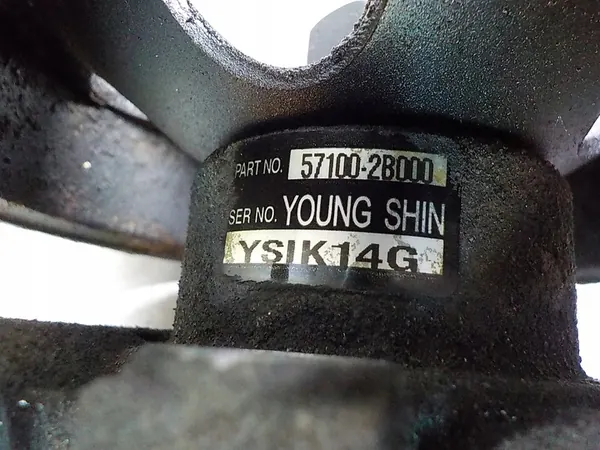 PART NO. 57100-2B000
SER NO. YOUNG SHIN
YSIK14G